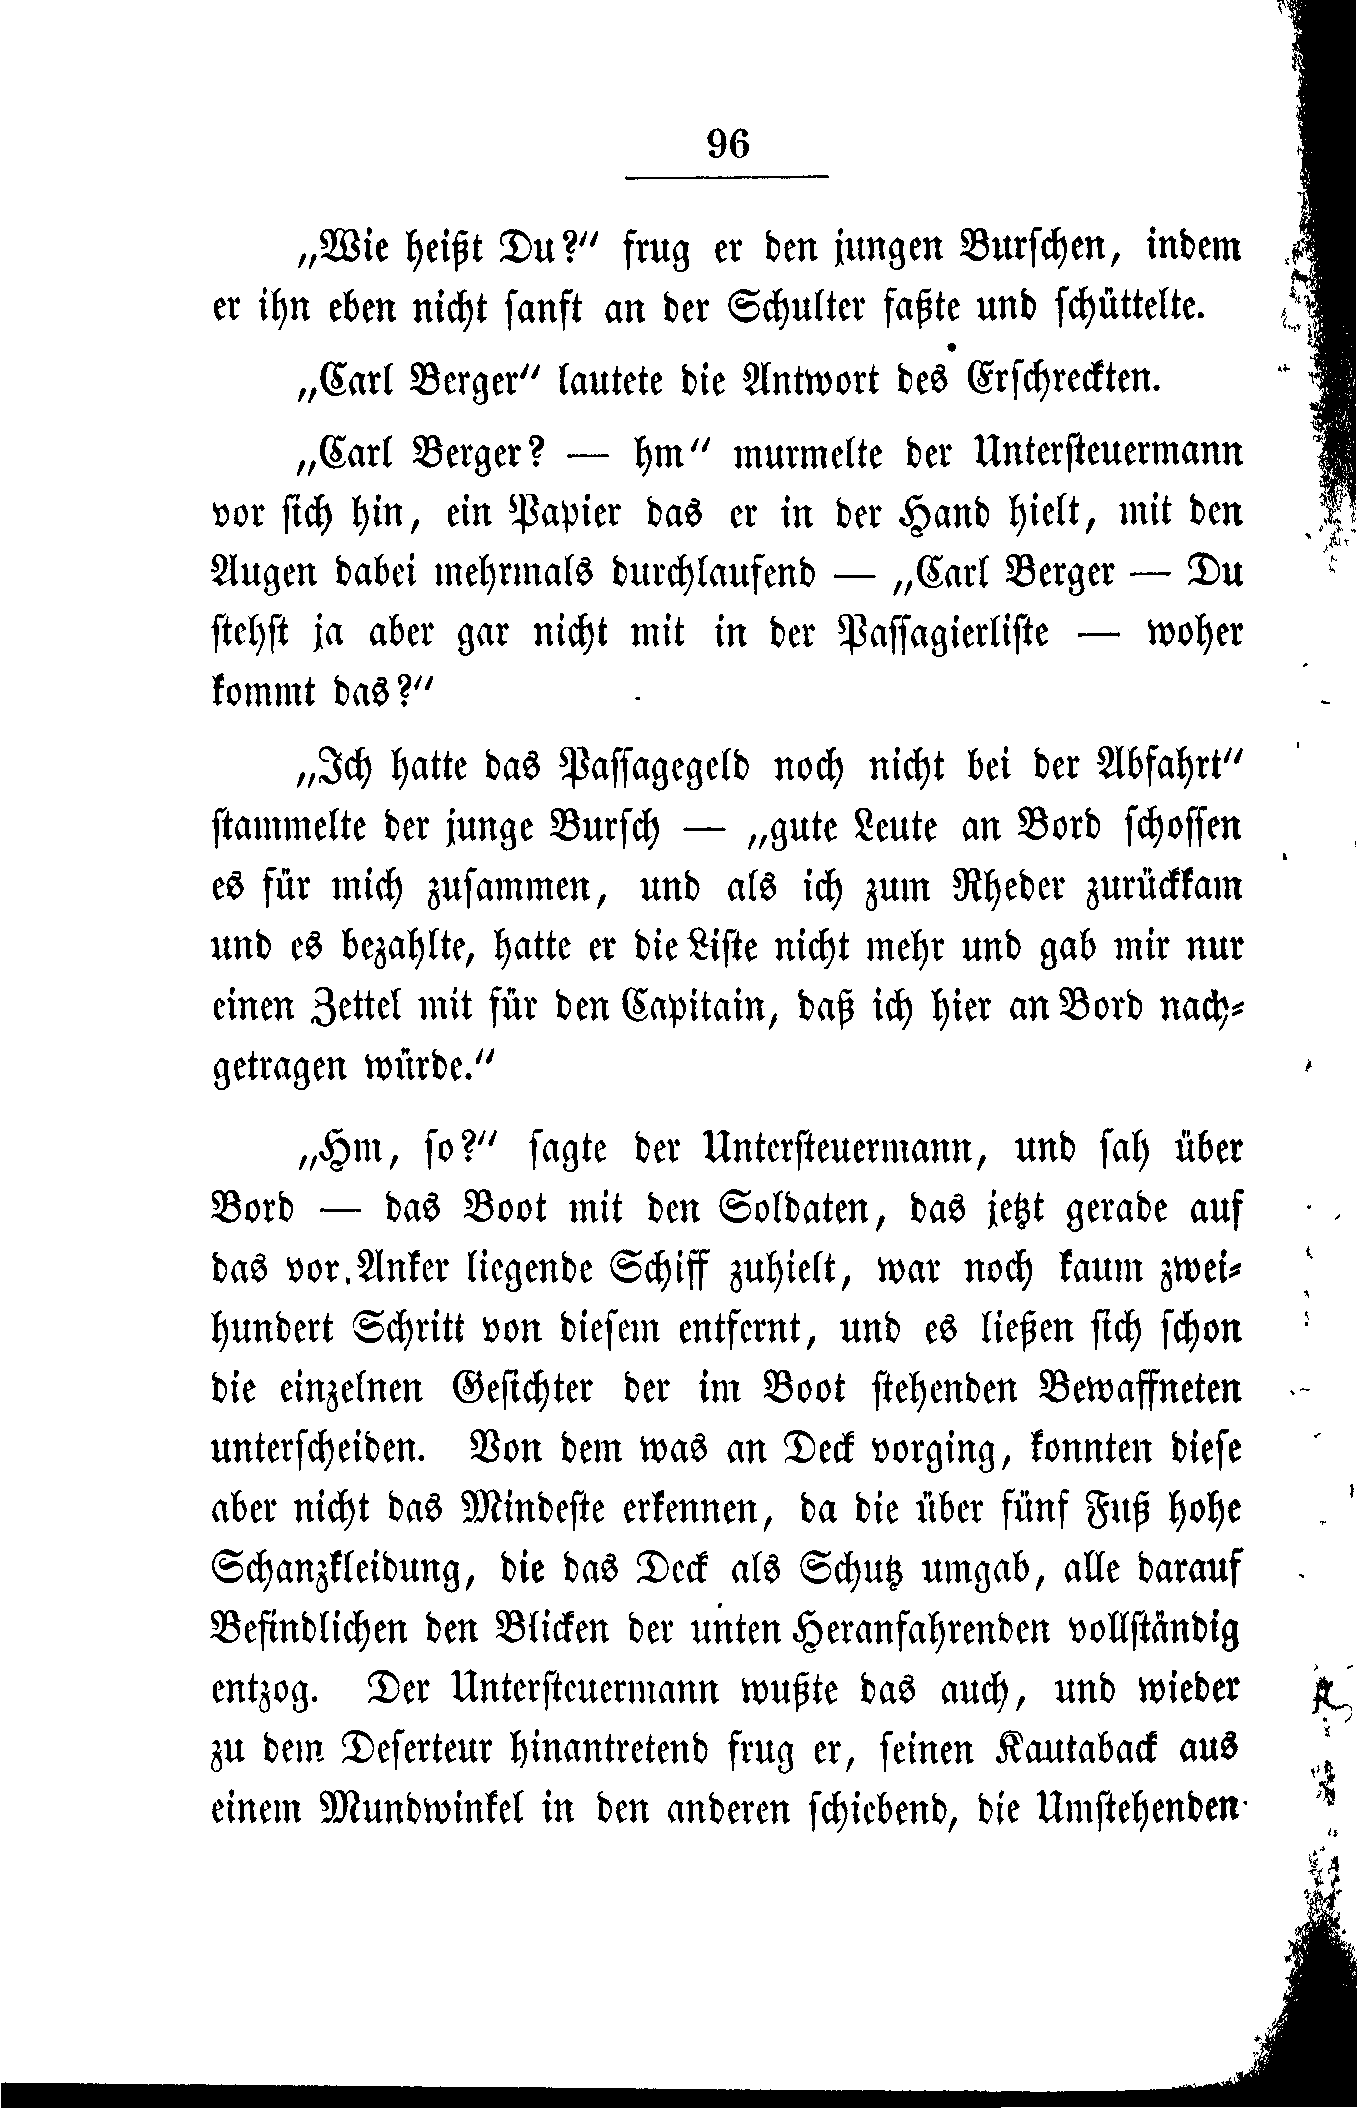 96
„Wie heißt Du?“ frug er den jungen Burschen, indem
er ihn eben nicht sanft an der Schulter faßte und schüttelte.
„Carl Berger“ lautete die Antwort des Erschreckten.
„Carl Berger? — hm“ murmelte der Untersteuermann
vor sich hin, ein Papier das er in der Hand hielt, mit den
Augen dabei mehrmals durchlaufend — „Carl Berger — Du
stehst ja aber gar nicht mit in der Passagierliste — woher
kommt das?“
„Ich hatte das Passagegeld noch nicht bei der Abfahrt“
stammelte der junge Bursch — „gute Leute an Bord schossen
es für mich zusammen, und als ich zum Rheder zurückkam
und es bezahlte, hatte er die Liste nicht mehr und gab mir nur
einen Zettel mit für den Capitain, daß ich hier an Bord nach-
getragen würde.“
„Hm, so?“ sagte der Untersteuermann, und sah über
Bord — das Boot mit den Soldaten, das jetzt gerade auf
das vor Anker liegende Schiff zuhielt, war noch kaum zwei-
hundert Schritt von diesem entfernt, und es ließen sich schon
die einzelnen Gesichter der im Boot stehenden Bewaffneten
unterscheiden. Von dem was an Deck vorging, konnten diese
aber nicht das Mindeste erkennen, da die über fünf Fuß hohe
Schanzkleidung, die das Deck als Schutz umgab, alle darauf
Befindlichen den Blicken der unten Heranfahrenden vollständig
entzog. Der Untersteuermann wußte das auch, und wieder
zu dem Deserteur hinantretend frug er, seinen Kautaback aus
einem Mundwinkel in den anderen schiebend, die Umstehenden